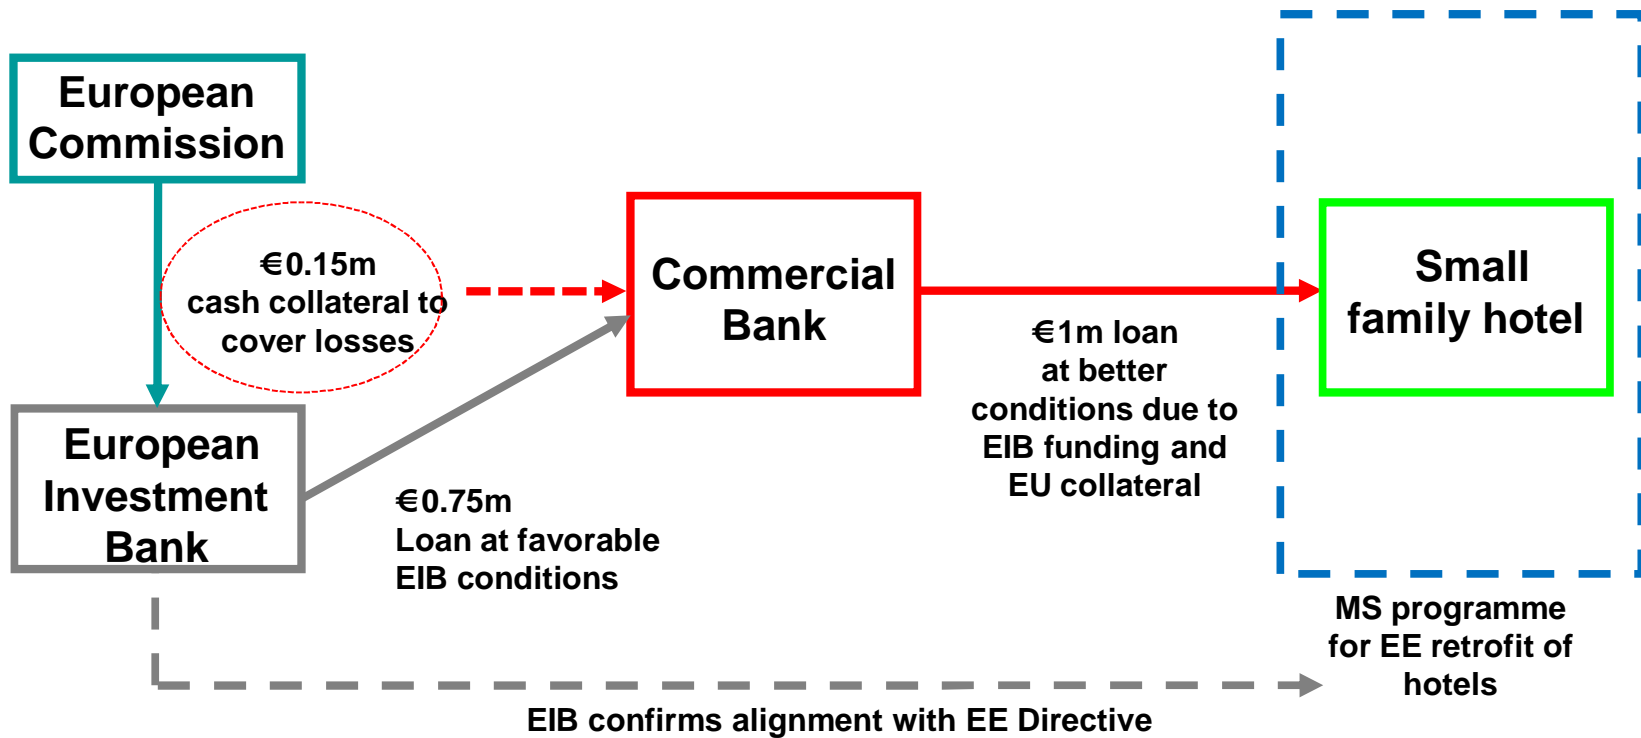 European
Commission
€0.15m
cash collateral to
cover losses
European
Investment
Bank
€0.75m
Loan at favorable
EIB conditions
Commercial
Bank
€1m loan
at better
conditions due to
EIB funding and
EU collateral
Small
family hotel
MS programme
for EE retrofit of
hotels
EIB confirms alignment with EE Directive